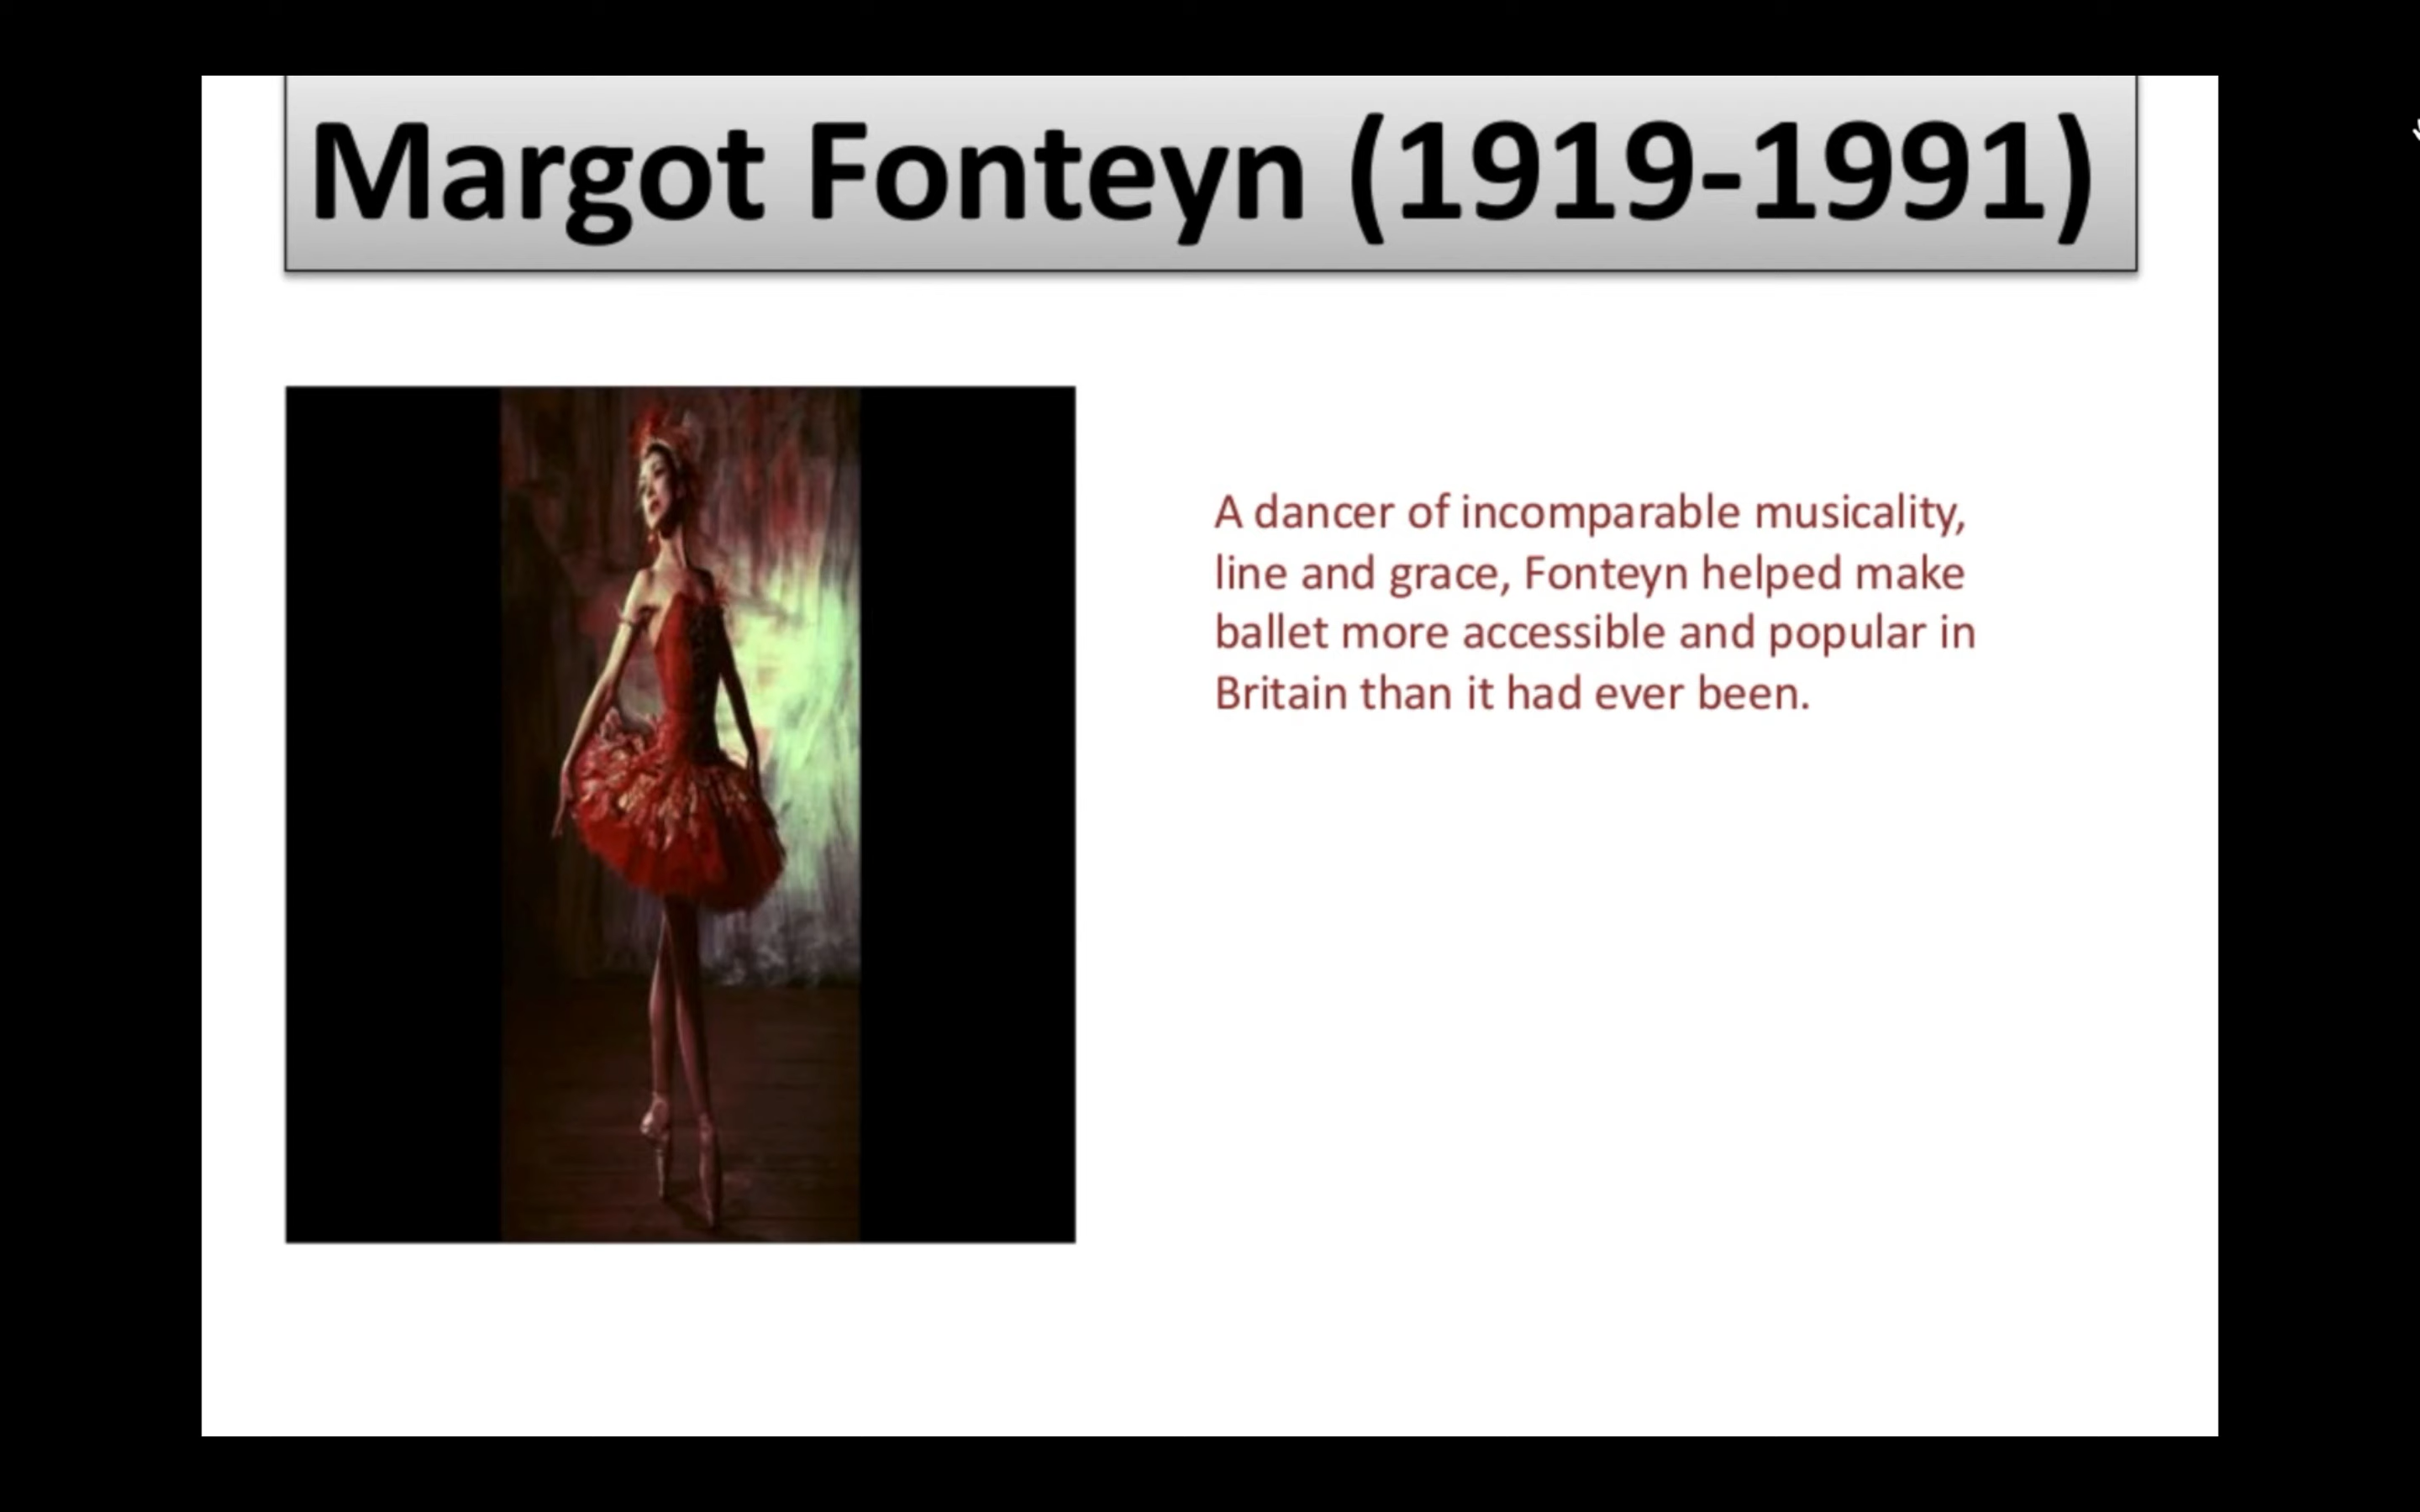 Margot Fonteyn (1919-1991)
A dancer of incomparable musicality,
line and grace, Fonteyn helped make
ballet more accessible and popular in
Britain than it had ever been.